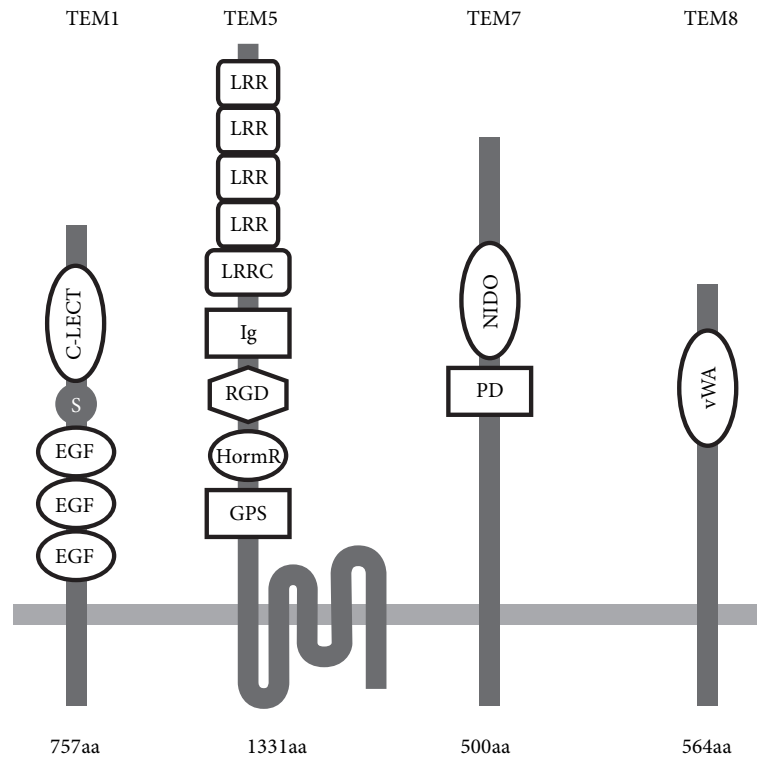 TEM1 TEM5 TEM7 TEM8
C-LECT
S
EGF
EGF
EGF
LRR
LRR
LRR
LRR
LRRC
Ig
RGD
HormR
GPS
NIDO
PD
vWA
757aa 1331aa 500aa 564aa